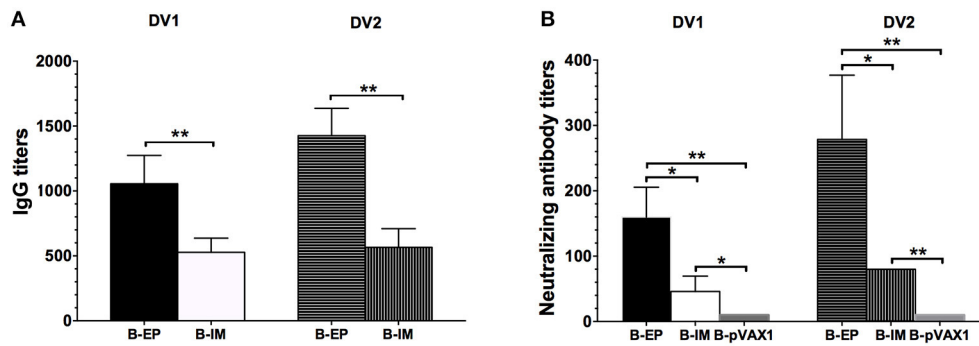 A
DV1 DV2
2000
1500
1000
500
0
IgG titers
** **
B-EP B-IM B-EP B-IM
B
DV1 DV2
400
300
200
100
0
Neutralizing antibody titers
**
*
*
**
*
**
B-EP B-IM B-pVAX1 B-EP B-IM B-pVAX1